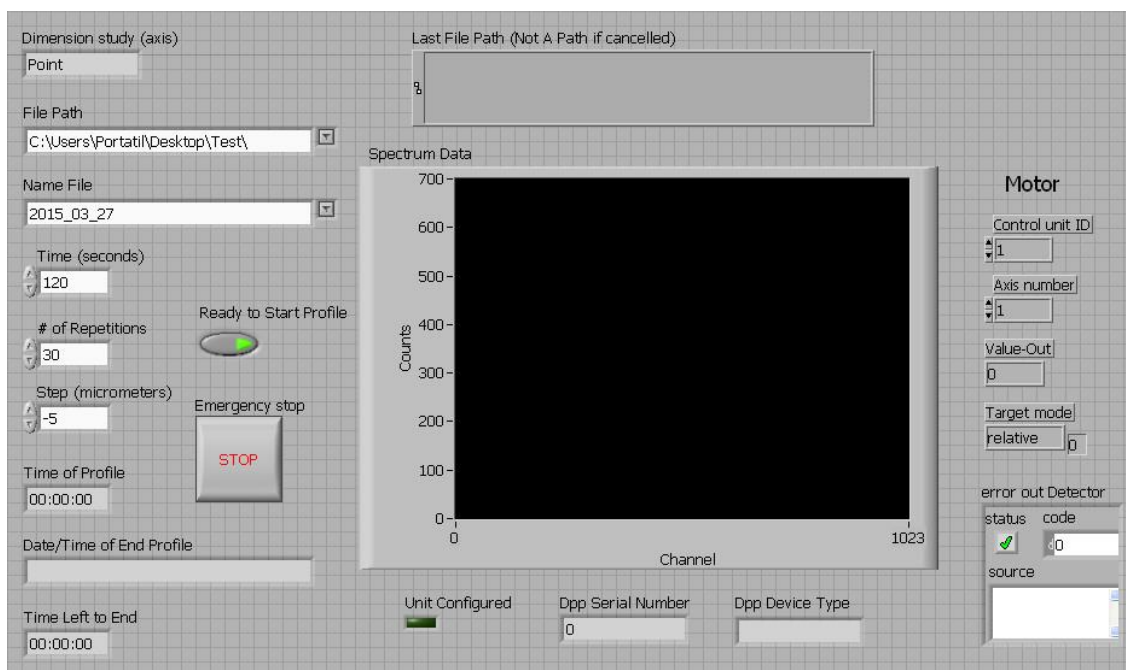 Dimension study (axis)
Point
File Path
C:\Users\Portatil\Desktop\Test\
Name File
2015_03_27
Time (seconds)
120
# of Repetitions
30
Step (micrometers)
-5
Time of Profile
00:00:00
Date/Time of End Profile
Time Left to End
00:00:00
Ready to Start Profile
Emergency stop
STOP
Last File Path (Not A Path if cancelled)
Spectrum Data
700
600
500
400
300
200
100
0
Counts
0
1023
Channel
Unit Configured
Dpp Serial Number
0
Dpp Device Type
Motor
Control unit ID
1
Axis number
1
Value-Out
0
Target mode
relative
0
error out Detector
status
code
d0
source